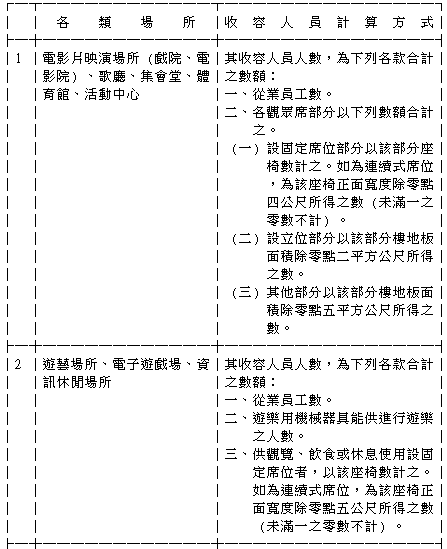 各類場所 收容人員計算方式
1 電影片映演場所（戲院、電 其收容人員人數，為下列各款合計
影院）、歌廳、集會堂、體 之數額：
育館、活動中心 一、從業員工數。
二、各觀眾席部分以下列數額合計
之。
（一）設固定席位部分以該部分座
椅數計之。如為連續式席位
，為該座椅正面寬度除零點
四公尺所得之數（未滿一之
零數不計）。
（二）設立位部分以該部分樓地板
面積除零點二平方公尺所得
之數。
（三）其他部分以該部分樓地板面
積除零點五平方公尺所得之
數。
2 遊藝場所、電子遊戲場、資 其收容人員人數，為下列各款合計
訊休閒場所 之數額：
一、從業員工數。
二、遊樂用機械器具能供進行遊樂
之人數。
三、供觀覽、飲食或休息使用設固
定席位者，以該座椅數計之。
如為連續式席位，為該座椅正
面寬度除零點五公尺所得之數
（未滿一之零數不計）。